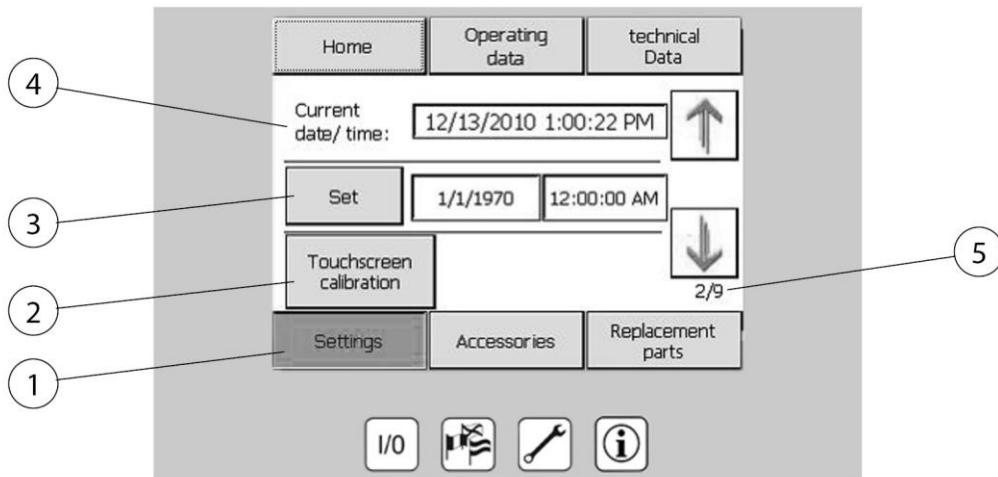 Home
Operating
data
technical
Data
4
Current
date/ time:
12/13/2010 1:00:22 PM
3
Set
1/1/1970
12:00:00 AM
5
2/9
2
Touchscreen
calibration
1
Settings
Accessories
Replacement
parts
I/0
i